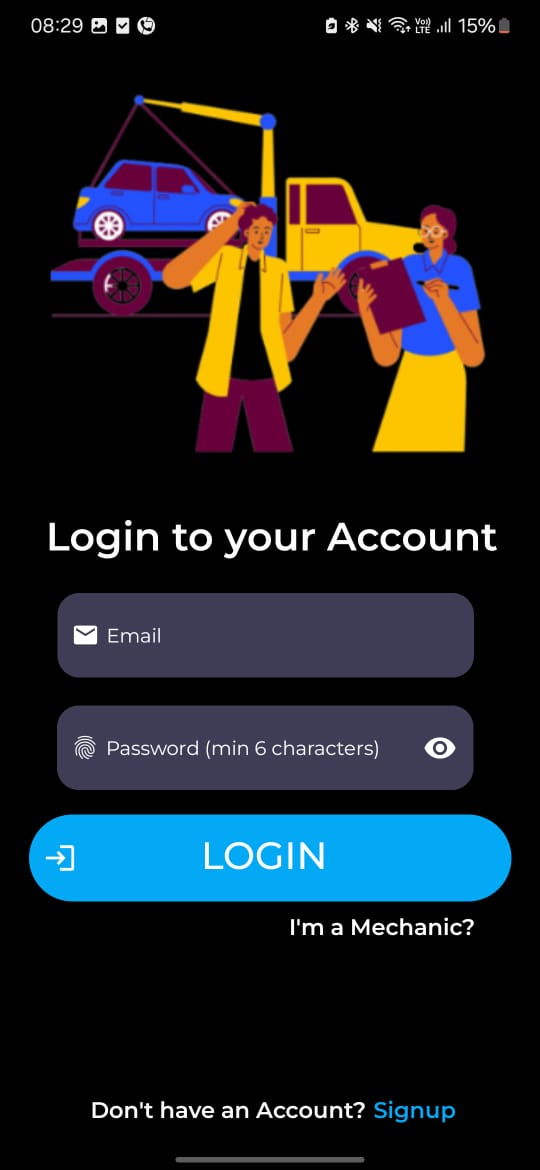 08:29 Vo)) LTE 15%
Login to your Account
Email
Password (min 6 characters)
LOGIN
I'm a Mechanic?
Don't have an Account? Signup